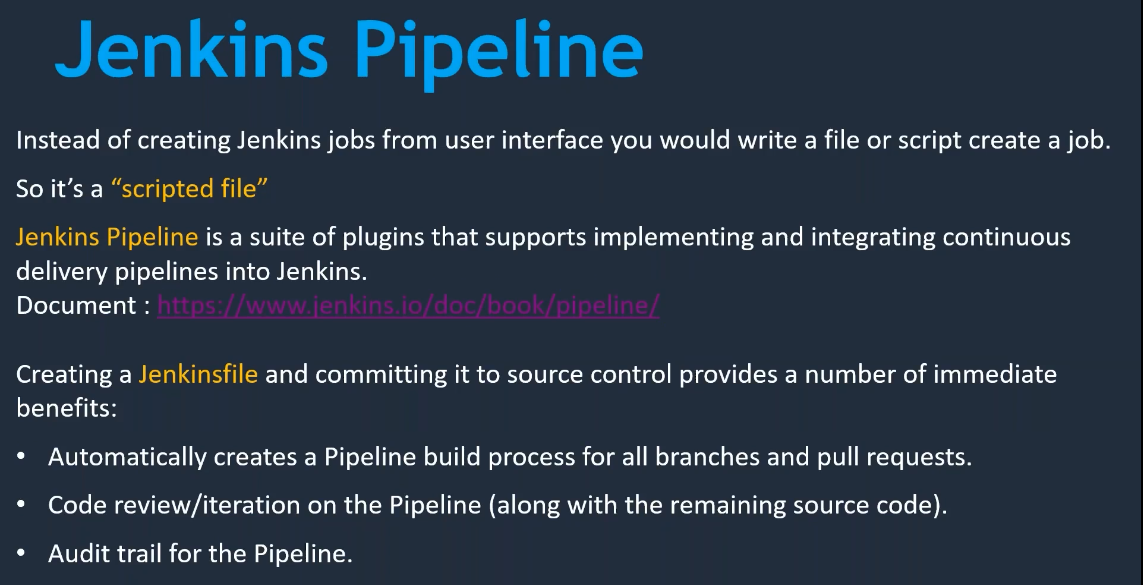 Jenkins Pipeline
Instead of creating Jenkins jobs from user interface you would write a file or script create a job.
So it's a “scripted file”
Jenkins Pipeline is a suite of plugins that supports implementing and integrating continuous
delivery pipelines into Jenkins.
Document : https://www.jenkins.io/doc/book/pipeline/
Creating a Jenkinsfile and committing it to source control provides a number of immediate
benefits:
• Automatically creates a Pipeline build process for all branches and pull requests.
• Code review/iteration on the Pipeline (along with the remaining source code).
• Audit trail for the Pipeline.